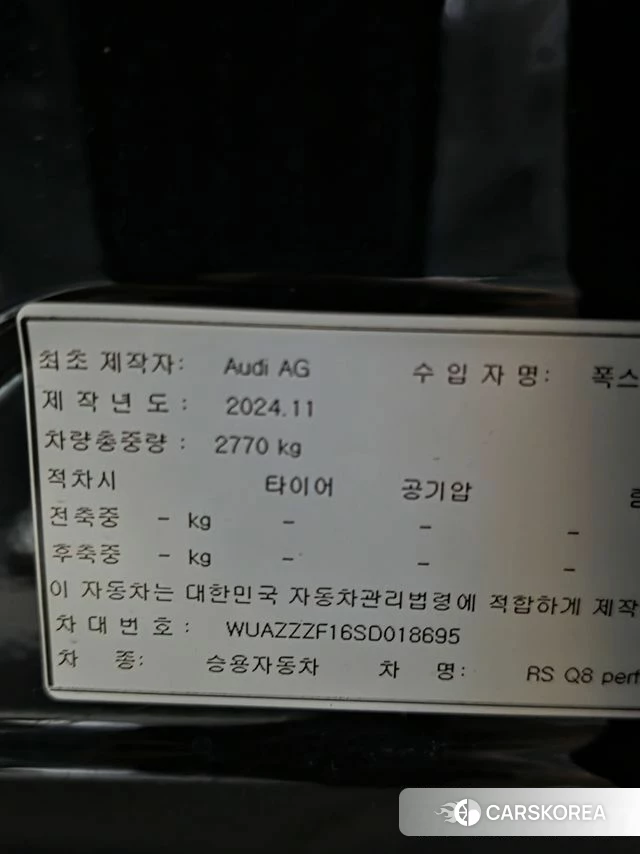 최초 제작자: Audi AG 수 입 자 명: 폭스
제 작 년 도 : 2024.11
차량총중량 : 2770 kg
적차시 타이어 공기압
전축중 - kg - - -
후축중 - kg - - -
이 자동차는 대한민국 자동차관리법령에 적합하게 제작
차 대 번 호 : WUAZZZF16SD018695
차 종: 승용자동차 차 명: RS Q8 perf
CARSKOREA